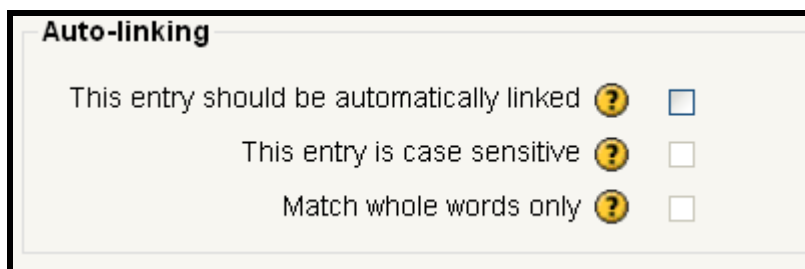 Auto-linking
This entry should be automatically linked ?
This entry is case sensitive ?
Match whole words only ?